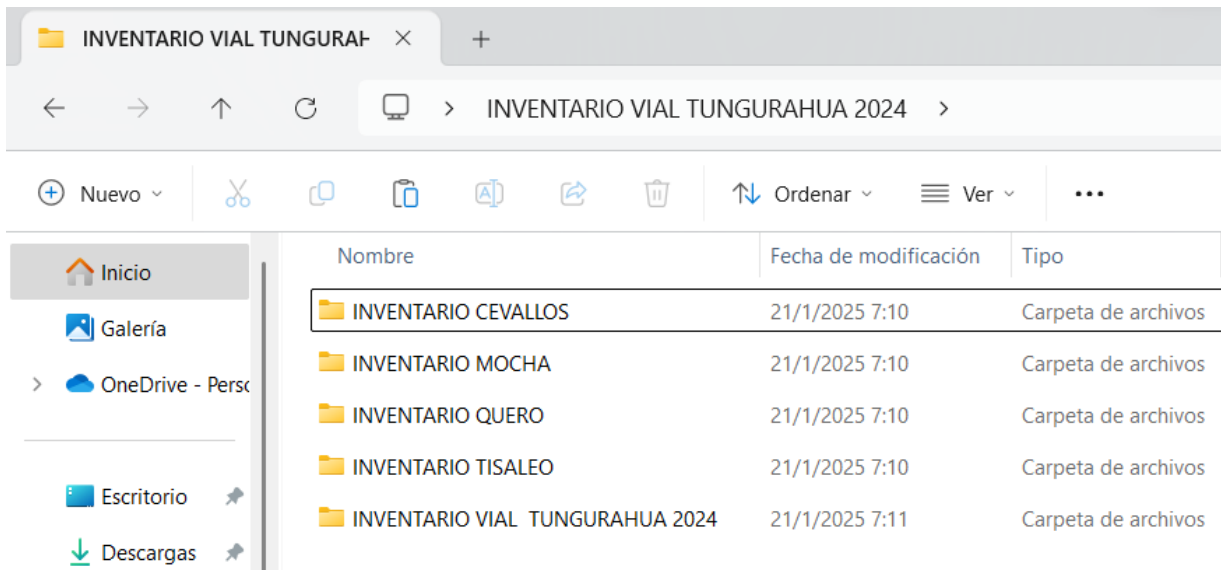 INVENTARIO VIAL TUNGURAH
INVENTARIO VIAL TUNGURAHUA 2024
Nuevo Ordenar Ver
Nombre Fecha de modificación Tipo
Inicio
Galería
OneDrive - Perso
Escritorio
Descargas
INVENTARIO CEVALLOS 21/1/2025 7:10 Carpeta de archivos
INVENTARIO MOCHA 21/1/2025 7:10 Carpeta de archivos
INVENTARIO QUERO 21/1/2025 7:10 Carpeta de archivos
INVENTARIO TISALEO 21/1/2025 7:10 Carpeta de archivos
INVENTARIO VIAL  TUNGURAHUA 2024 21/1/2025 7:11 Carpeta de archivos